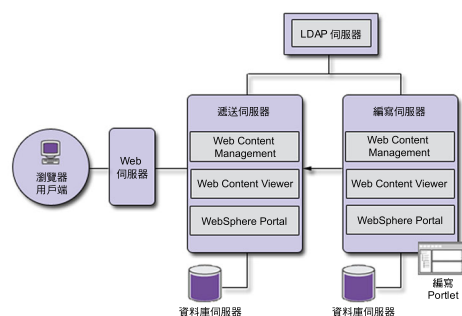 LDAP 伺服器
遞送伺服器
Web Content
Management
Web Content Viewer
WebSphere Portal
編寫伺服器
Web Content
Management
Web Content Viewer
WebSphere Portal
Web
伺服器
瀏覽器
用戶端
編寫
Portlet
資料庫伺服器
資料庫伺服器